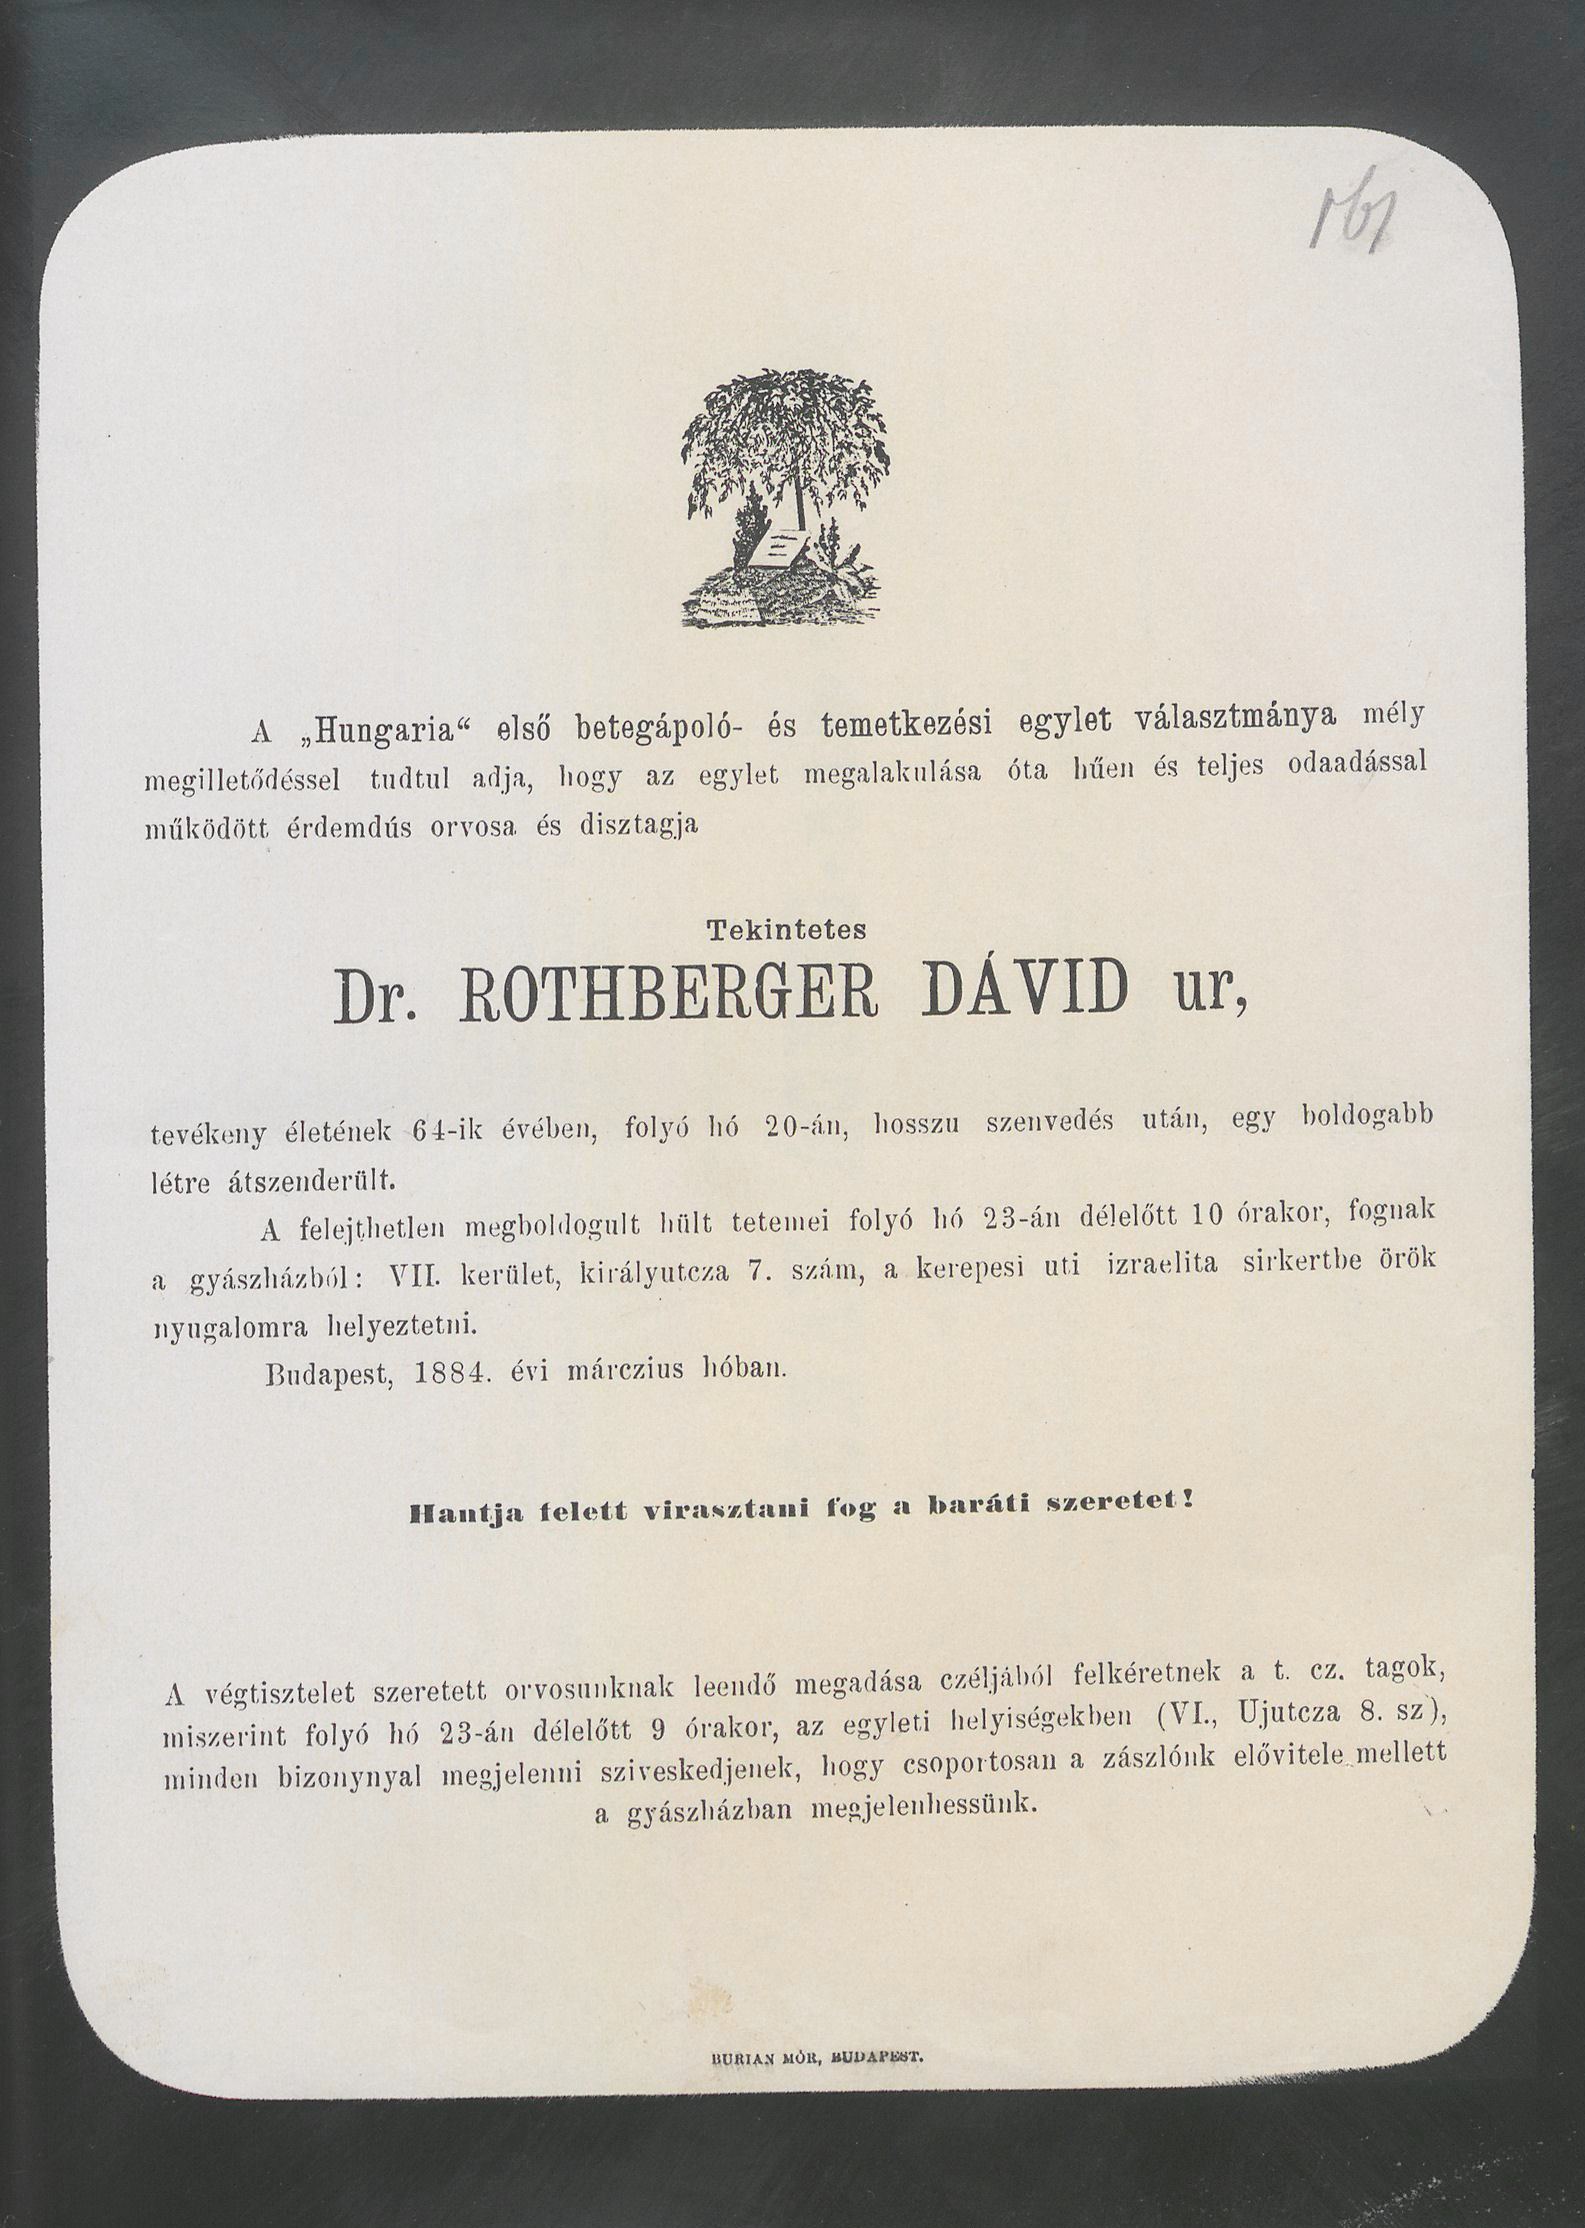 161
A „Hungaria“ első betegápoló- és temetkezési egylet választmánya mély
megilletődéssel tudtul adja, hogy az egylet megalakulása óta hűen és teljes odaadással
működött érdemdús orvosa és disztagja
Tekintetes
Dr. ROTHBERGER DÁVID ur,
tevékeny életének 64-ik évében, folyó hó 20-án, hosszu szenvedés után, egy boldogabb
létre átszenderült.
A felejthetlen megboldogult hült tetemei folyó hó 23-án délelőtt 10 órakor, fognak
a gyászházból: VII. kerület, királyutcza 7. szám, a kerepesi uti izraelita sirkertbe örök
nyugalomra helyeztetni.
Budapest, 1884. évi márczius hóban.
Hantja felett virasztani fog a baráti szeretet!
A végtisztelet szeretett orvosunknak leendő megadása czéljából felkéretnek a t. cz. tagok,
miszerint folyó hó 23-án délelőtt 9 órakor, az egyleti helyiségekben (VI., Ujutcza 8. sz),
minden bizonynyal megjelenni sziveskedjenek, hogy csoportosan a zászlónk elővitele mellett
a gyászházban megjelenhessünk.
BURIAN MÓR, BUDAPEST.